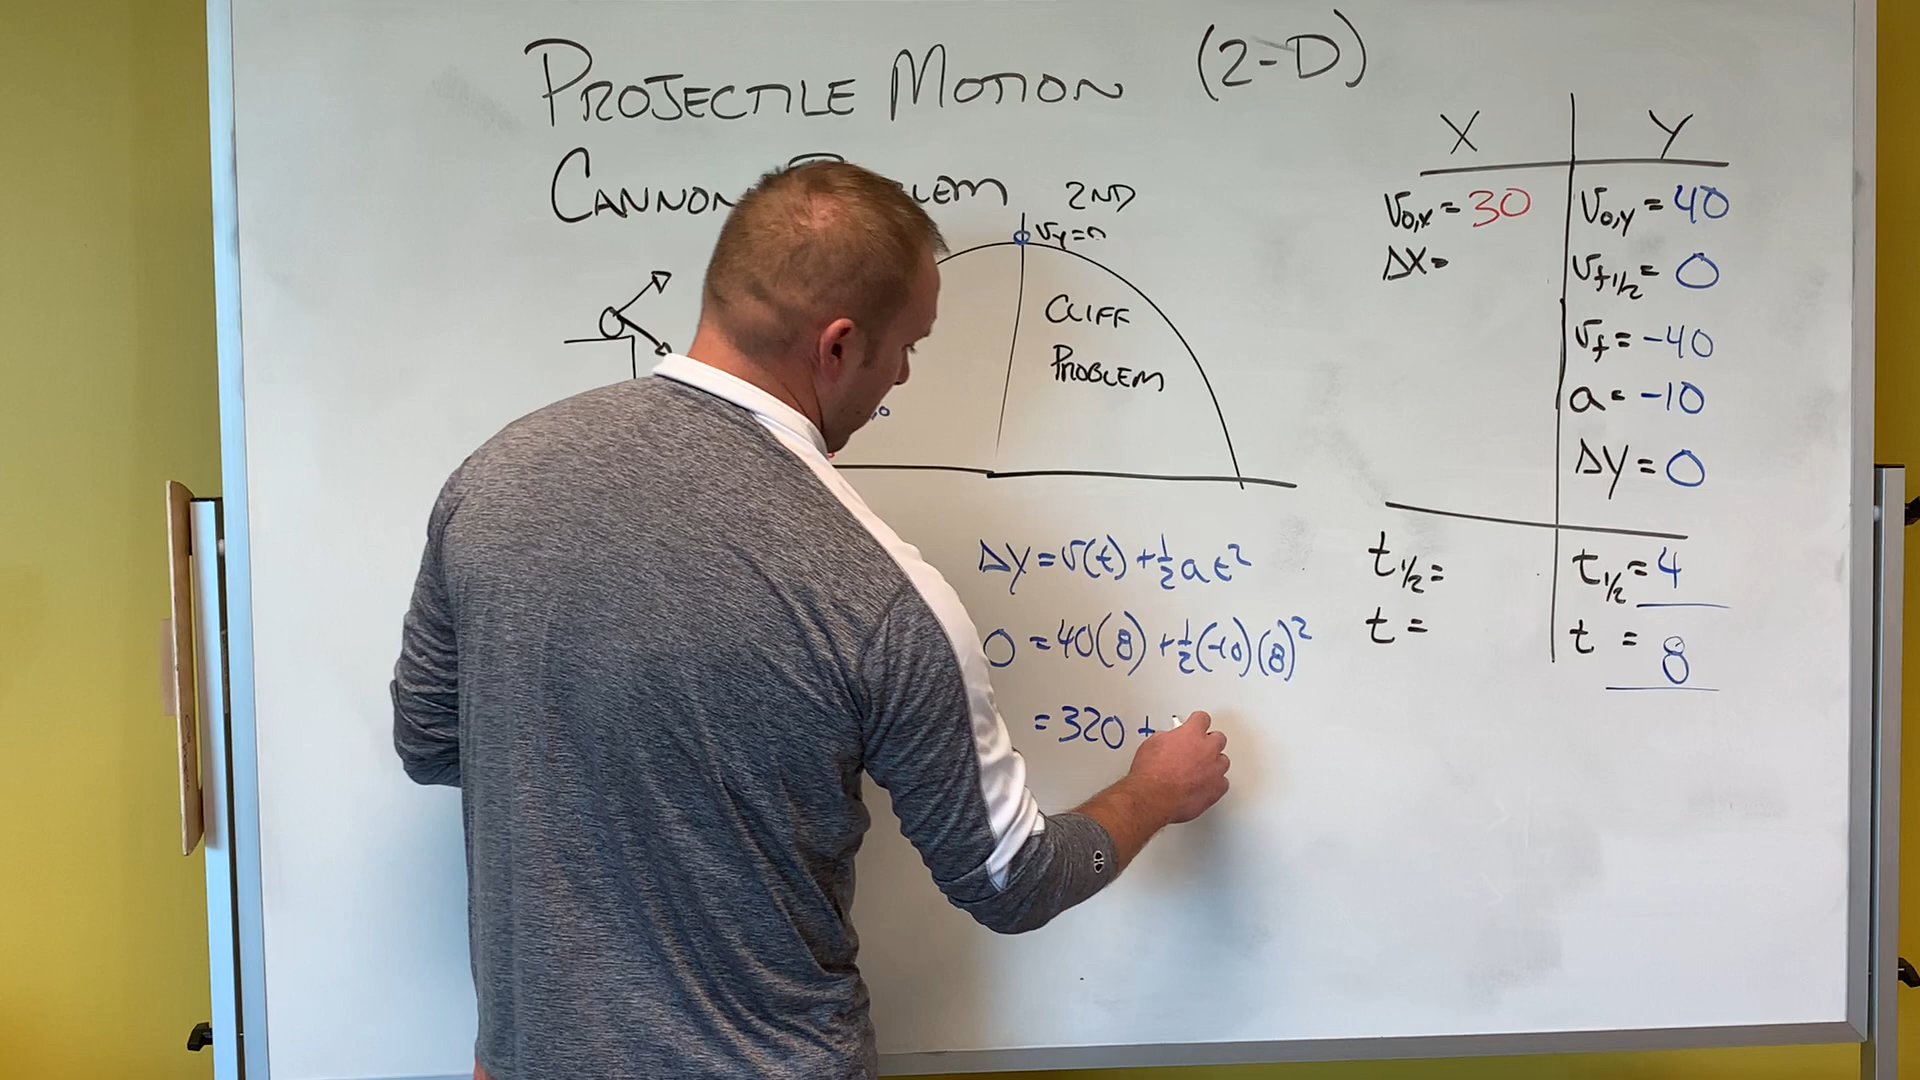 PROJECTILE MOTION (2-D)
CANNON 2ND
Vy=0
CLIFF
PROBLEM
Δy = v(t) + 1/2 at²
0 = 40(8) + 1/2(-10)(8)²
= 320 +
X Y
V₀,x = 30 V₀,y = 40
ΔX= Vf1/2 = 0
Vf = -40
a = -10
Δy = 0
t1/2 = t1/2 = 4
t = t = 8